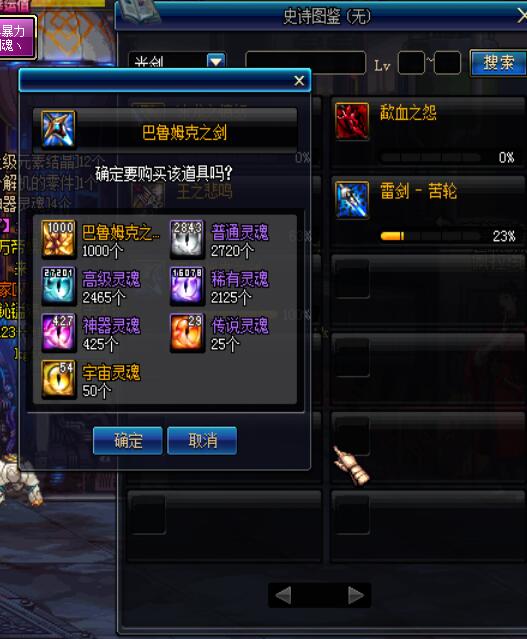 史诗图鉴 (无)
光剑
Lv
~
搜索
暴力
巴鲁姆克之剑
确定要购买该道具吗?
1000
巴鲁姆克之...
1000个
2843
普通灵魂
2720个
27201
高级灵魂
2465个
16078
稀有灵魂
2125个
427
神器灵魂
425个
29
传说灵魂
25个
54
宇宙灵魂
50个
确定
取消
歃血之怨
0%
雷剑 - 苦轮
23%
0%
王之悲鸣
100%